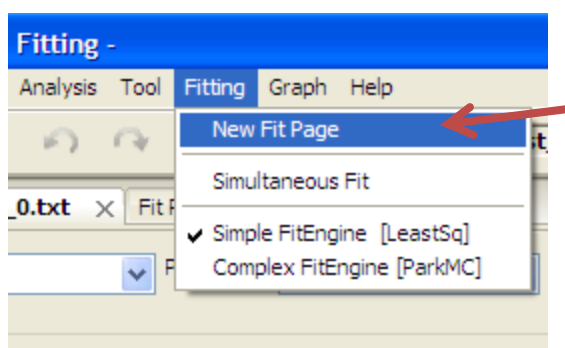 Fitting -
Analysis Tool Fitting Graph Help
New Fit Page
Simultaneous Fit
_0.txt Fit
✔ Simple FitEngine [LeastSq]
Complex FitEngine [ParkMC]